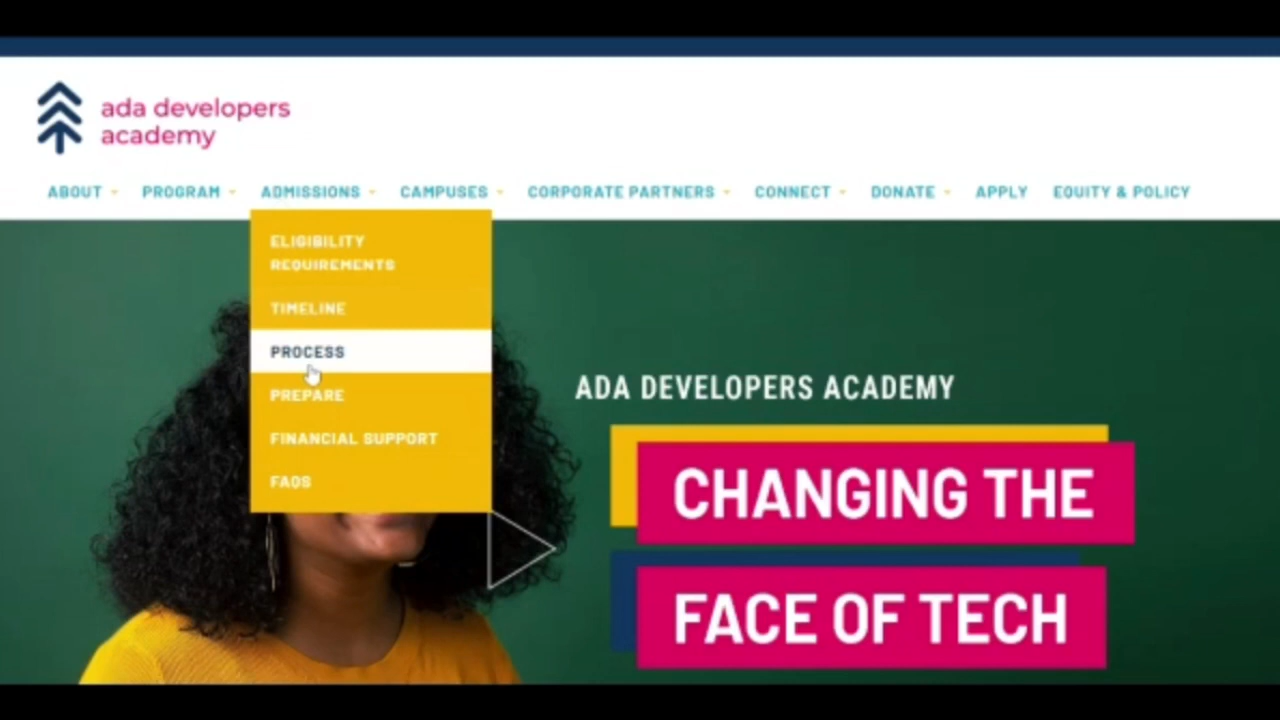 ada developers
academy
ABOUT PROGRAM ADMISSIONS CAMPUSES CORPORATE PARTNERS CONNECT DONATE APPLY EQUITY & POLICY
ELIGIBILITY
REQUIREMENTS
TIMELINE
PROCESS
PREPARE
FINANCIAL SUPPORT
FAQS
ADA DEVELOPERS ACADEMY
CHANGING THE
FACE OF TECH